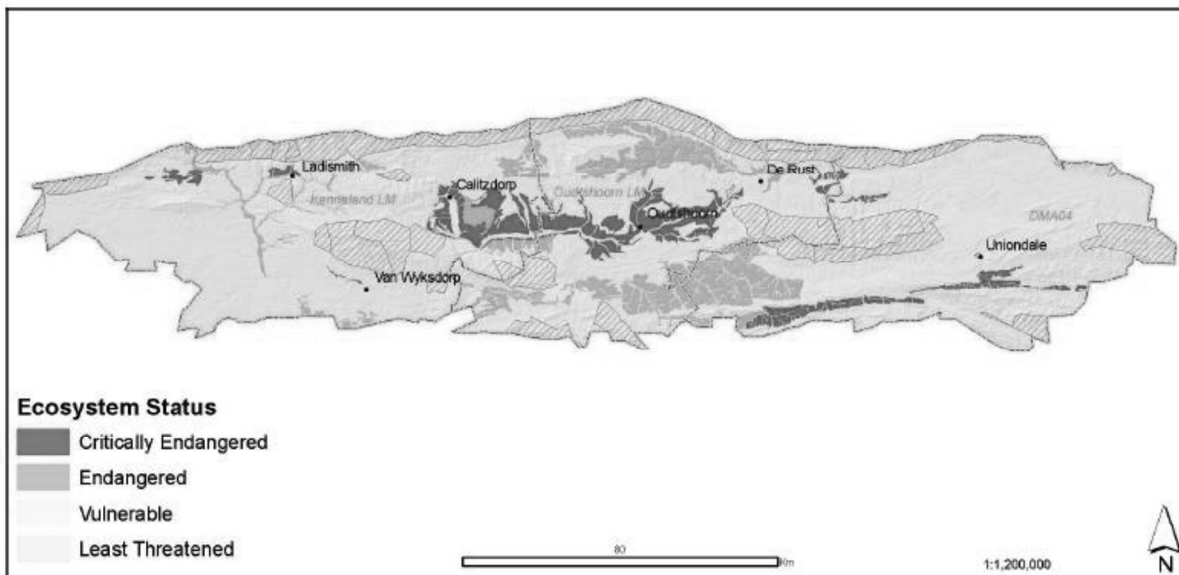 Ladismith
De Rust
Calitzdorp
Kannaland LM
Oudtshoorn LM
Oudtshoorn
DMA04
Uniondale
Van Wyksdorp
Ecosystem Status
Critically Endangered
Endangered
Vulnerable
Least Threatened
80
Km
1:1,200,000
N